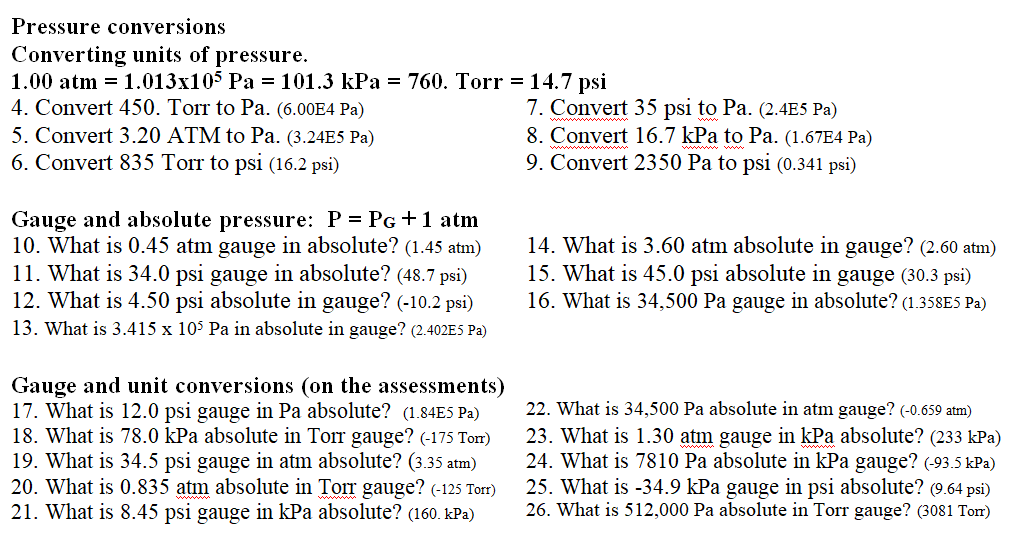 Pressure conversions
Converting units of pressure.
1.00 atm = 1.013x10⁵ Pa = 101.3 kPa = 760. Torr = 14.7 psi
4. Convert 450. Torr to Pa. (6.00E4 Pa)
5. Convert 3.20 ATM to Pa. (3.24E5 Pa)
6. Convert 835 Torr to psi (16.2 psi)
7. Convert 35 psi to Pa. (2.4E5 Pa)
8. Convert 16.7 kPa to Pa. (1.67E4 Pa)
9. Convert 2350 Pa to psi (0.341 psi)
Gauge and absolute pressure: P = PG + 1 atm
10. What is 0.45 atm gauge in absolute? (1.45 atm)
11. What is 34.0 psi gauge in absolute? (48.7 psi)
12. What is 4.50 psi absolute in gauge? (-10.2 psi)
13. What is 3.415 x 10⁵ Pa in absolute in gauge? (2.402E5 Pa)
14. What is 3.60 atm absolute in gauge? (2.60 atm)
15. What is 45.0 psi absolute in gauge (30.3 psi)
16. What is 34,500 Pa gauge in absolute? (1.358E5 Pa)
Gauge and unit conversions (on the assessments)
17. What is 12.0 psi gauge in Pa absolute? (1.84E5 Pa)
18. What is 78.0 kPa absolute in Torr gauge? (-175 Torr)
19. What is 34.5 psi gauge in atm absolute? (3.35 atm)
20. What is 0.835 atm absolute in Torr gauge? (-125 Torr)
21. What is 8.45 psi gauge in kPa absolute? (160. kPa)
22. What is 34,500 Pa absolute in atm gauge? (-0.659 atm)
23. What is 1.30 atm gauge in kPa absolute? (233 kPa)
24. What is 7810 Pa absolute in kPa gauge? (-93.5 kPa)
25. What is -34.9 kPa gauge in psi absolute? (9.64 psi)
26. What is 512,000 Pa absolute in Torr gauge? (3081 Torr)